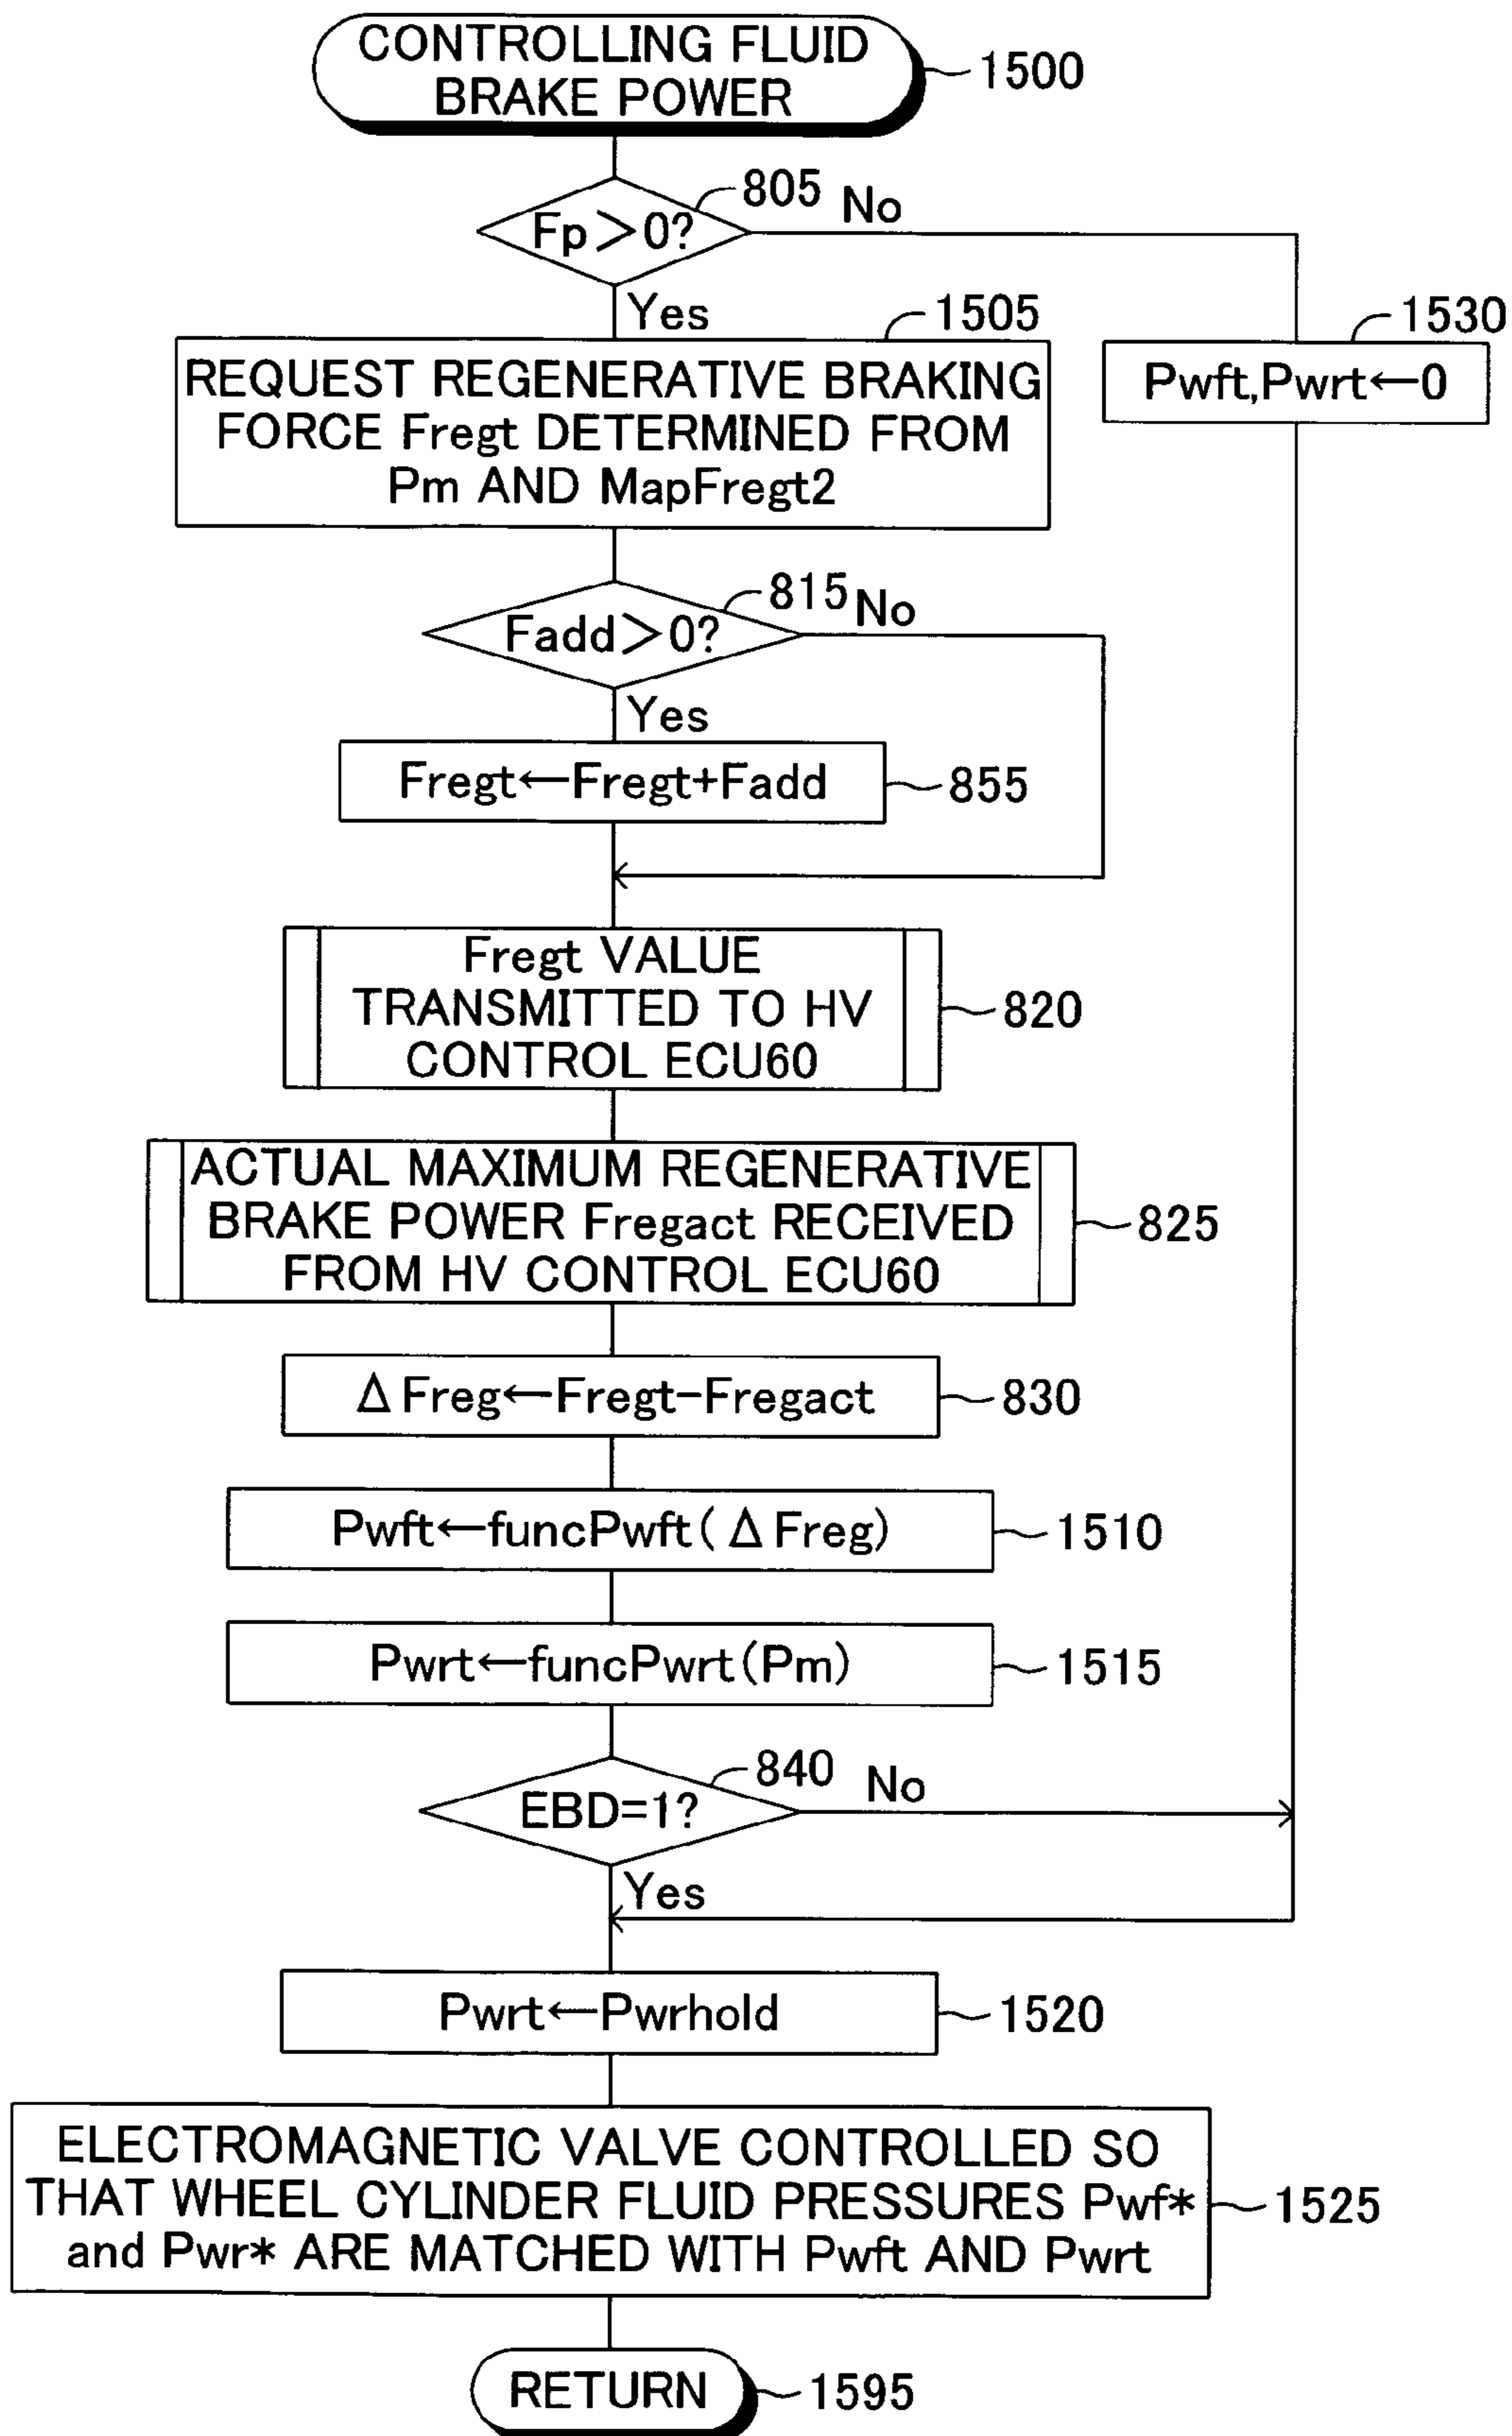 CONTROLLING FLUID
BRAKE POWER
1500
805
No
Fp>0?
Yes
1505
1530
REQUEST REGENERATIVE BRAKING
FORCE Fregt DETERMINED FROM
Pm AND MapFregt2
Pwft,Pwrt←0
815
No
Fadd>0?
Yes
Fregt←Fregt+Fadd
855
Fregt VALUE
TRANSMITTED TO HV
CONTROL ECU60
820
ACTUAL MAXIMUM REGENERATIVE
BRAKE POWER Fregact RECEIVED
FROM HV CONTROL ECU60
825
Δ Freg←Fregt-Fregact
830
Pwft←funcPwft(Δ Freg)
1510
Pwrt←funcPwrt(Pm)
1515
840
No
EBD=1?
Yes
Pwrt←Pwrhold
1520
ELECTROMAGNETIC VALVE CONTROLLED SO
THAT WHEEL CYLINDER FLUID PRESSURES Pwf*
and Pwr* ARE MATCHED WITH Pwft AND Pwrt
1525
RETURN
1595